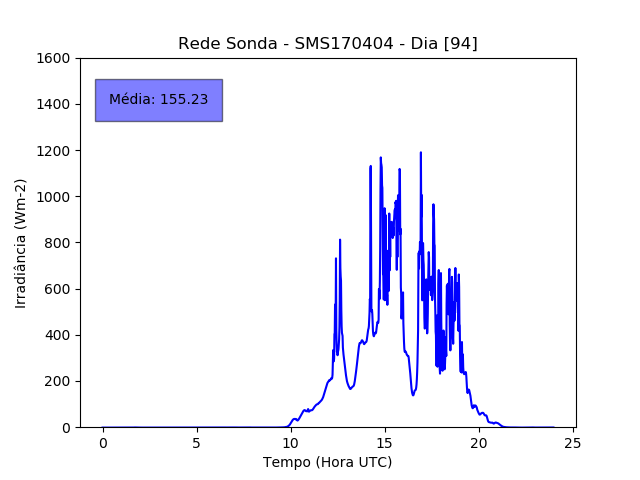 Rede Sonda - SMS170404 - Dia [94]
Média: 155.23
Irradiância (Wm-2)
1600
1400
1200
1000
800
600
400
200
0
0 5 10 15 20 25
Tempo (Hora UTC)